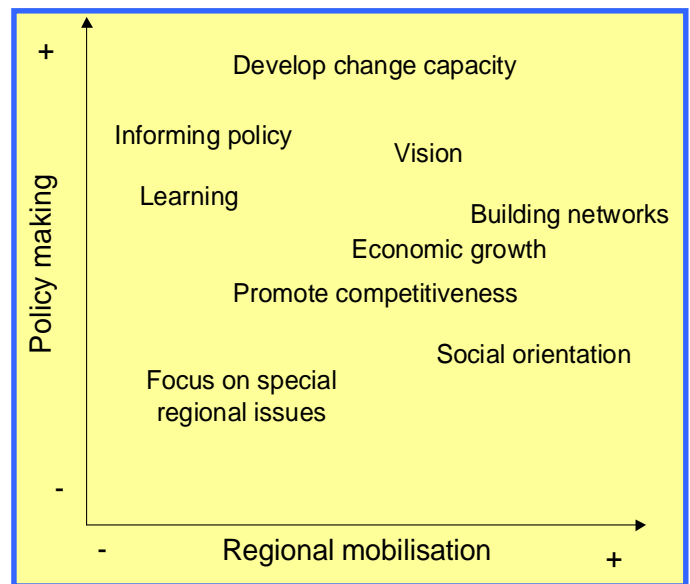 +
Develop change capacity
Informing policy
Vision
Learning
Building networks
Economic growth
Promote competitiveness
Social orientation
Focus on special
regional issues
Policy making
-
-
Regional mobilisation
+